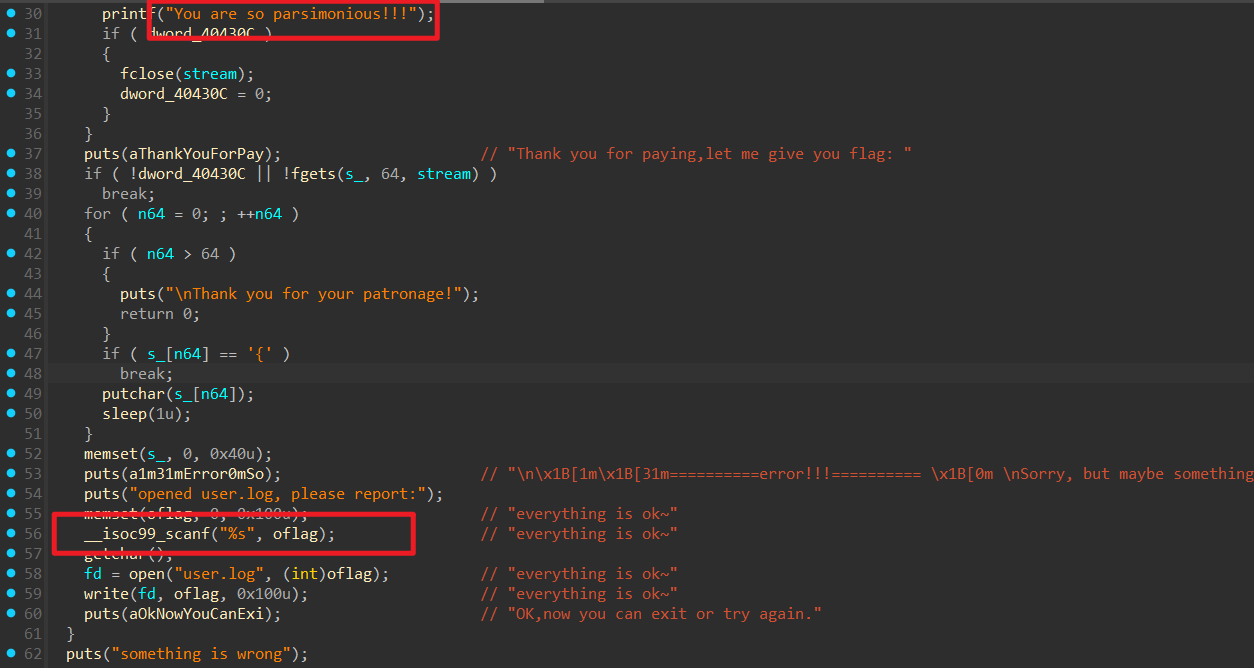 30 printf("You are so parsimonious!!!");
31 if ( dword_40430C )
32 {
33 fclose(stream);
34 dword_40430C = 0;
35 }
36 }
37 puts(aThankYouForPay); // "Thank you for paying,let me give you flag: "
38 if ( !dword_40430C || !fgets(s_, 64, stream) )
39 break;
40 for ( n64 = 0; ; ++n64 )
41 {
42 if ( n64 > 64 )
43 {
44 puts("\nThank you for your patronage!");
45 return 0;
46 }
47 if ( s_[n64] == '{' )
48 break;
49 putchar(s_[n64]);
50 sleep(1u);
51 }
52 memset(s_, 0, 0x40u);
53 puts(a1m31mError0mSo); // "\n\x1B[1m\x1B[31m==========error!!!========== \x1B[0m \nSorry, but maybe something
54 puts("opened user.log, please report:");
55 memset(oflag, 0, 0x100u); // "everything is ok~"
56 __isoc99_scanf("%s", oflag); // "everything is ok~"
57 getchar();
58 fd = open("user.log", (int)oflag); // "everything is ok~"
59 write(fd, oflag, 0x100u); // "everything is ok~"
60 puts(aOkNowYouCanExi); // "OK,now you can exit or try again."
61 }
62 puts("something is wrong");